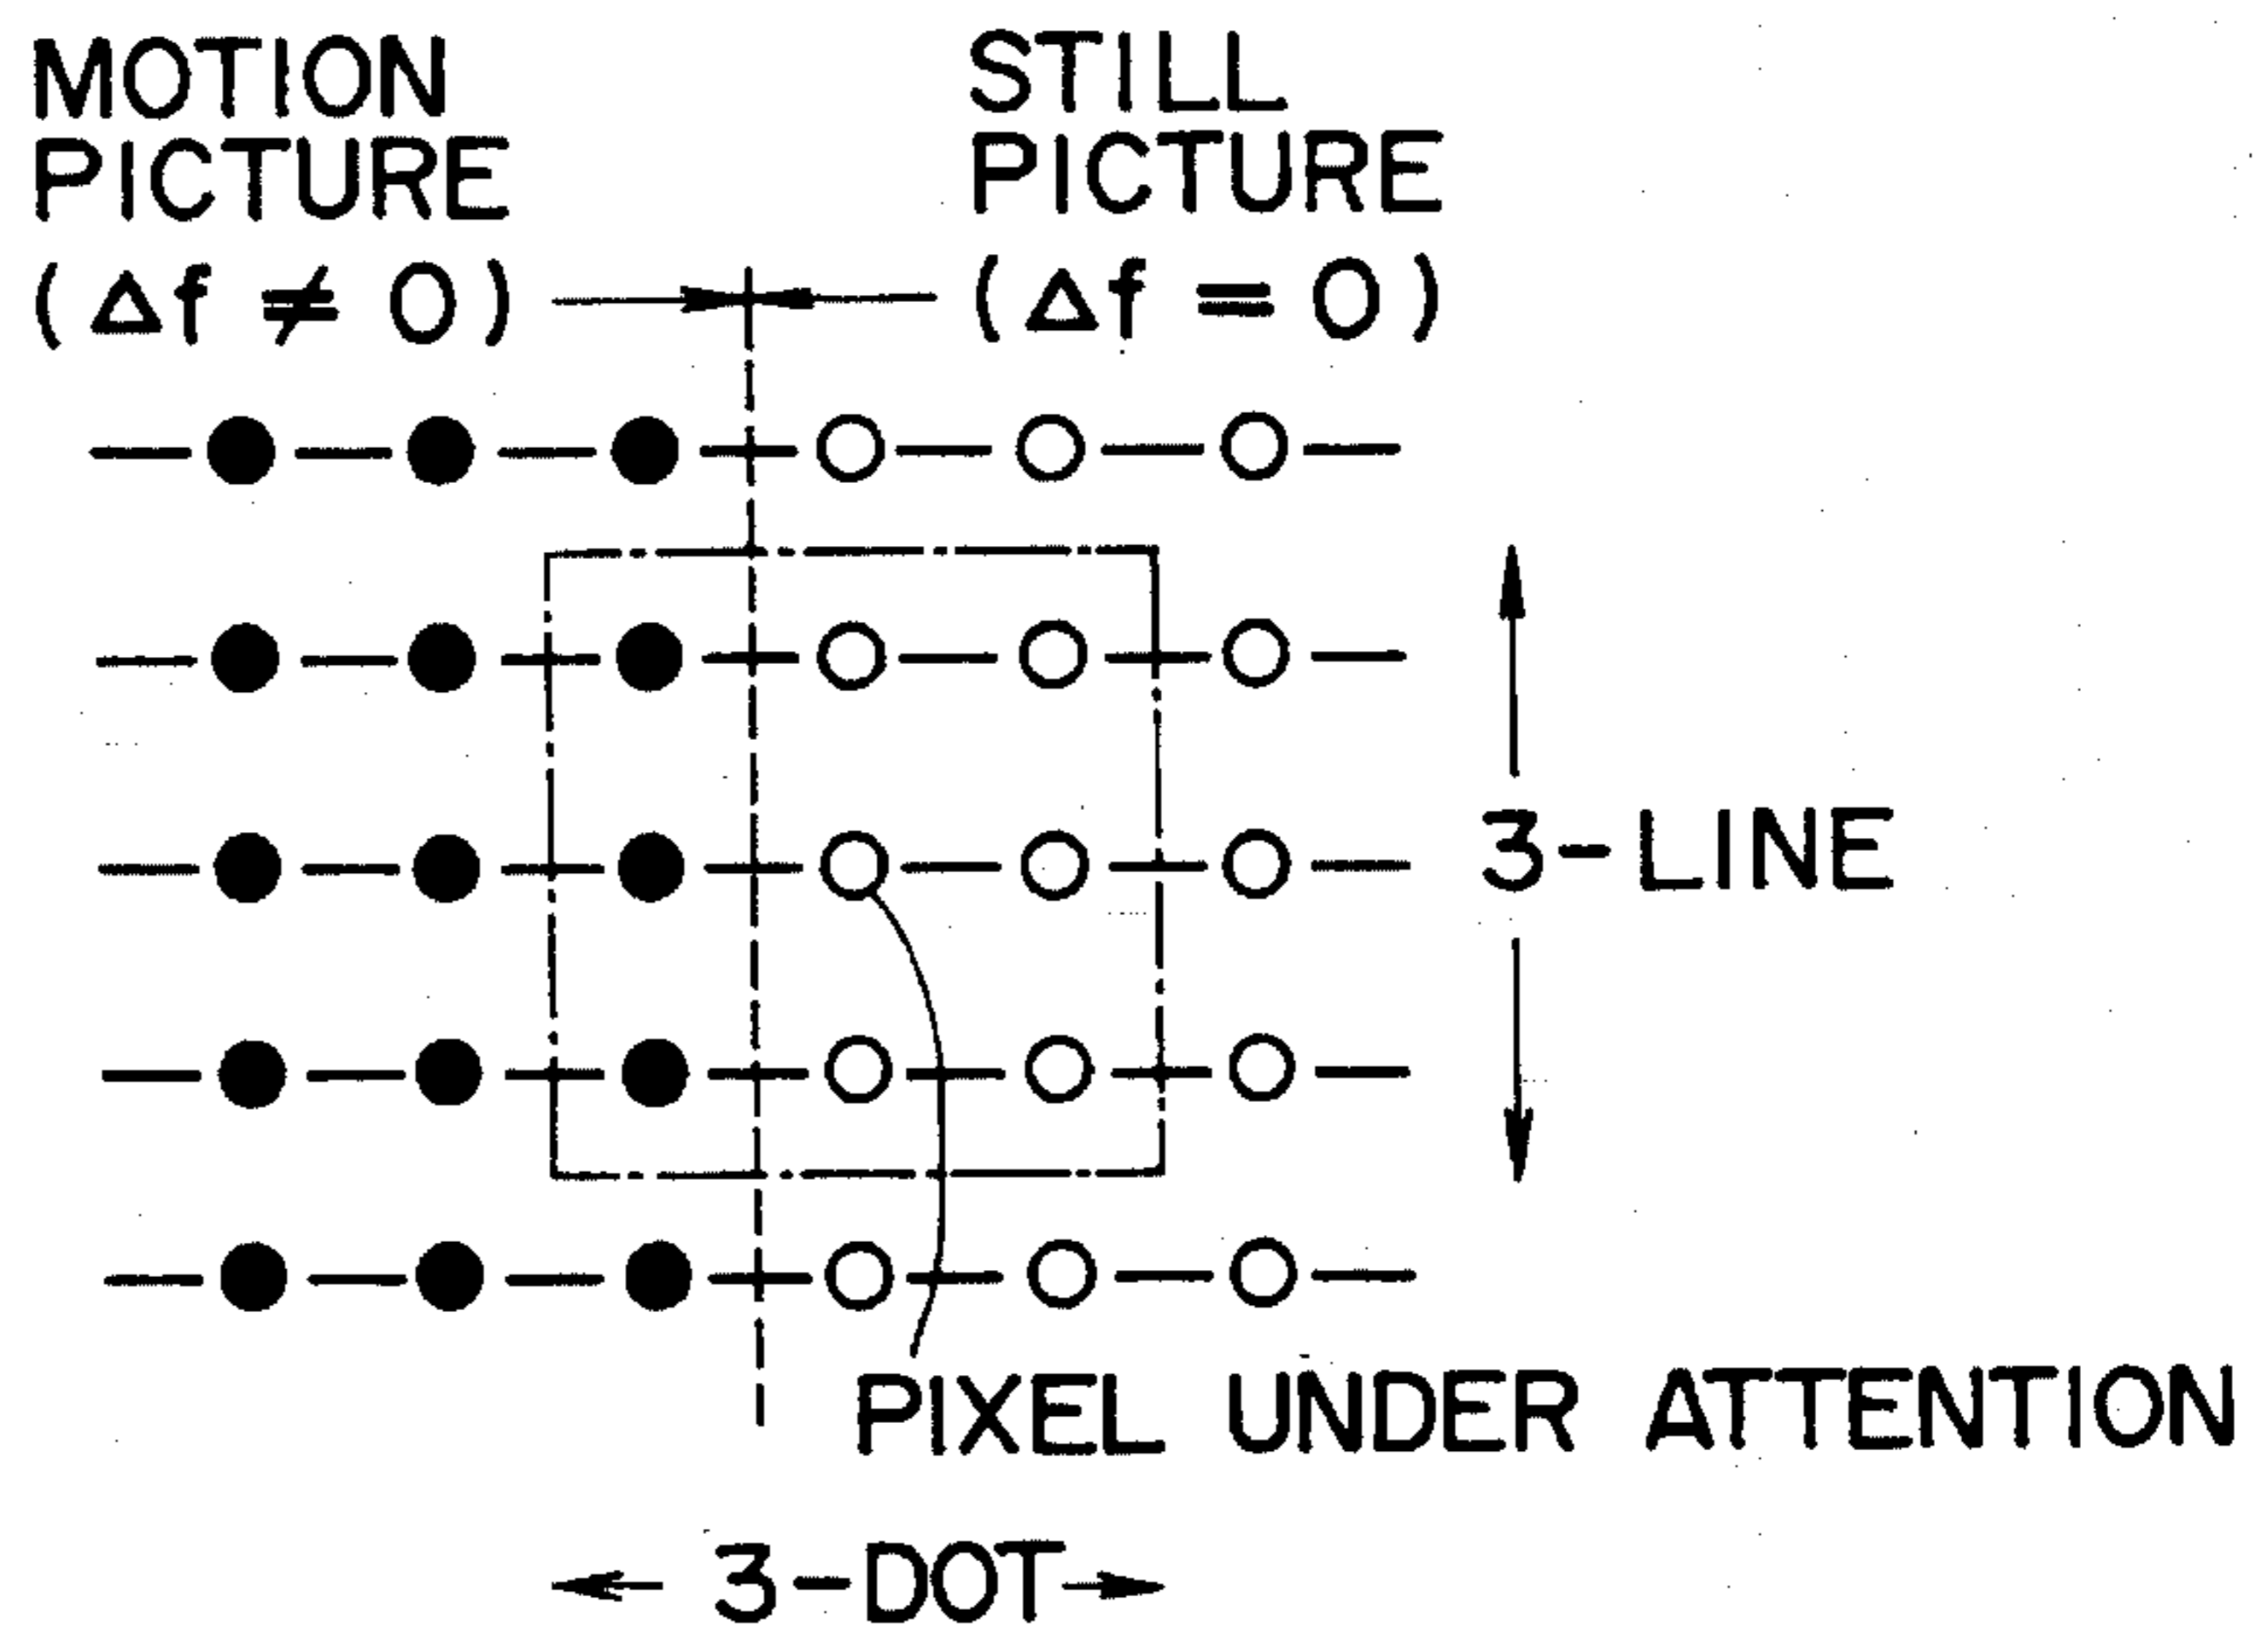 MOTION
PICTURE
(Δf ≠ 0)
STILL
PICTURE
(Δf = 0)
3-LINE
PIXEL UNDER ATTENTION
3-DOT